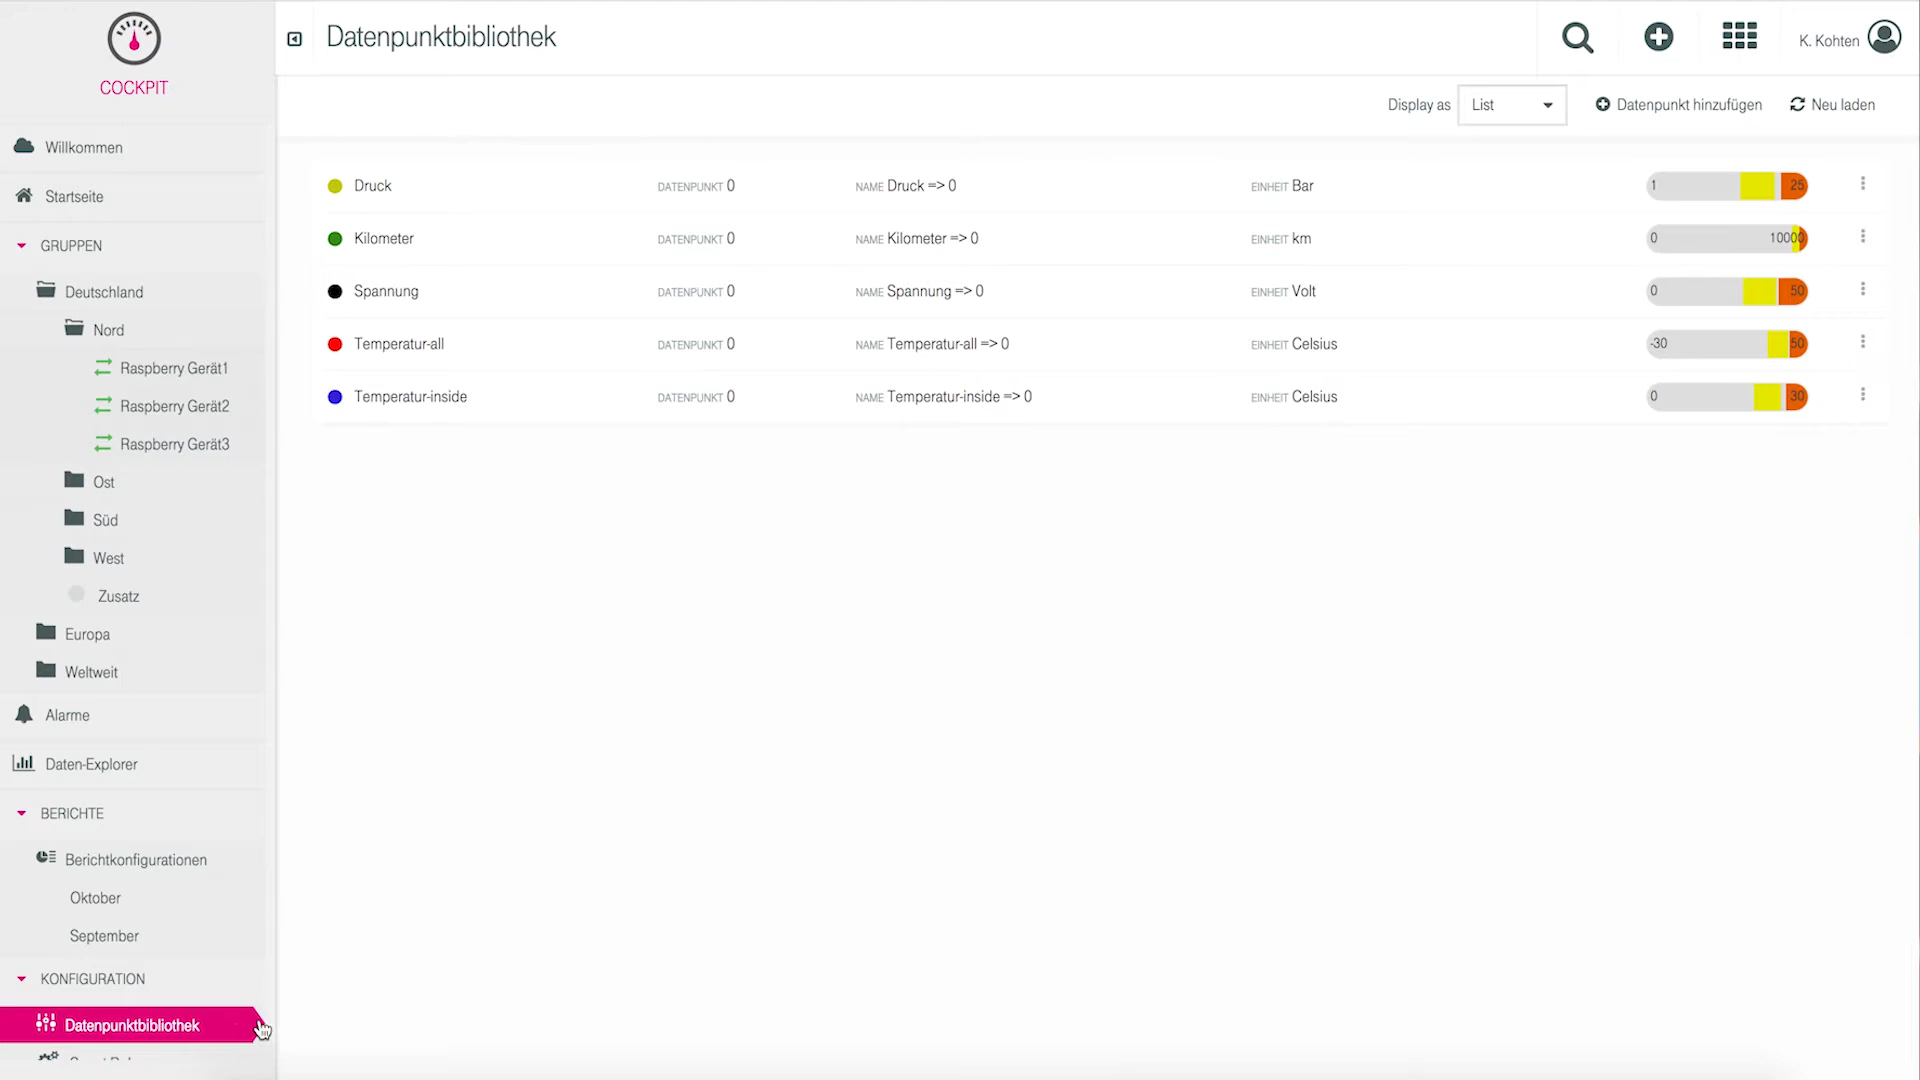 COCKPIT
Datenpunktbibliothek
K. Kohten
Display as List
Datenpunkt hinzufügen
Neu laden
Willkommen
Startseite
GRUPPEN
Deutschland
Nord
Raspberry Gerät1
Raspberry Gerät2
Raspberry Gerät3
Ost
Süd
West
Zusatz
Europa
Weltweit
Alarme
Daten-Explorer
BERICHTE
Berichtkonfigurationen
Oktober
September
KONFIGURATION
Datenpunktbibliothek
Druck DATENPUNKT 0 NAME Druck => 0 EINHEIT Bar 1 25
Kilometer DATENPUNKT 0 NAME Kilometer => 0 EINHEIT km 0 10000
Spannung DATENPUNKT 0 NAME Spannung => 0 EINHEIT Volt 0 50
Temperatur-all DATENPUNKT 0 NAME Temperatur-all => 0 EINHEIT Celsius -30 50
Temperatur-inside DATENPUNKT 0 NAME Temperatur-inside => 0 EINHEIT Celsius 0 30